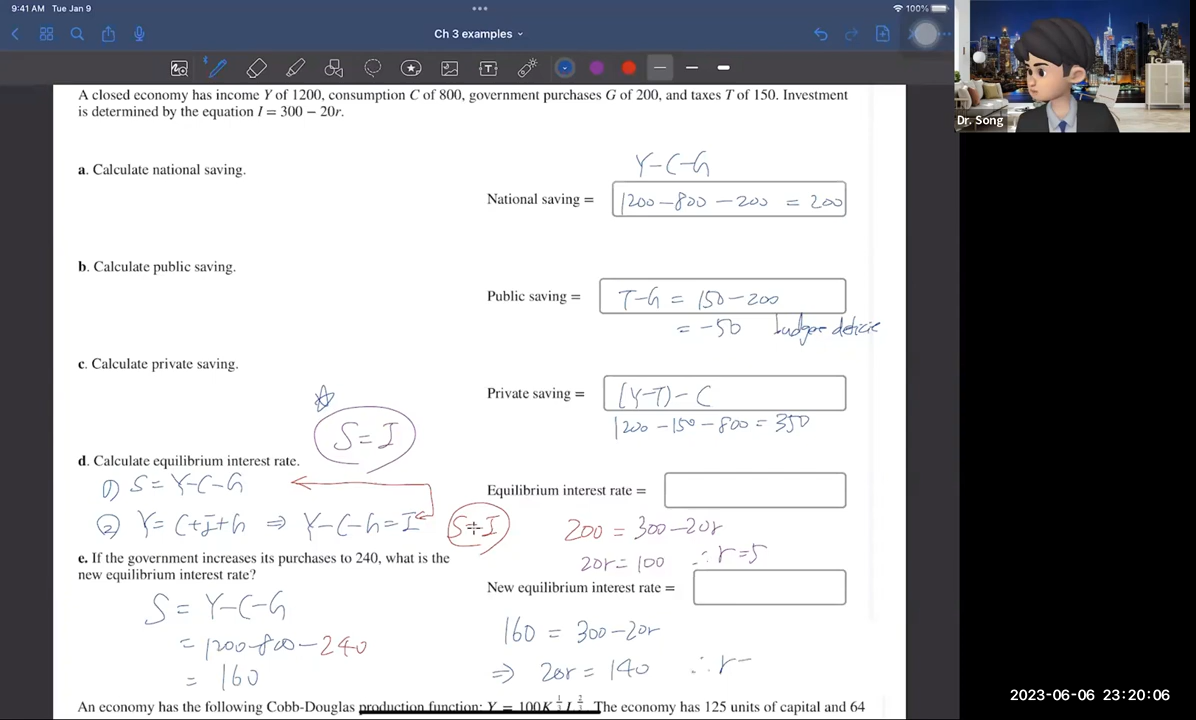 9:41 AM Tue Jan 9
100%
Ch 3 examples
A closed economy has income Y of 1200, consumption C of 800, government purchases G of 200, and taxes T of 150. Investment
is determined by the equation I = 300 − 20r.
Y-C-G
a. Calculate national saving.
National saving = 1200-800-200 = 200
b. Calculate public saving.
Public saving = T-G = 150-200
= -50 budget deficit
c. Calculate private saving.
Private saving = (Y-T)-C
1200-150-800=350
S=I
d. Calculate equilibrium interest rate.
① S=Y-C-G
Equilibrium interest rate =
② Y=C+I+G ⇒ Y-C-G=I S=I
200 = 300-20r
20r=100 ∴r=5
e. If the government increases its purchases to 240, what is the
new equilibrium interest rate?
New equilibrium interest rate =
S = Y-C-G
= 1200-800-240
= 160
160 = 300-20r
⇒ 20r = 140 ∴r-
An economy has the following Cobb-Douglas production function: Y = 100K^1/3 L^2/3. The economy has 125 units of capital and 64
Dr. Song
2023-06-06 23:20:06